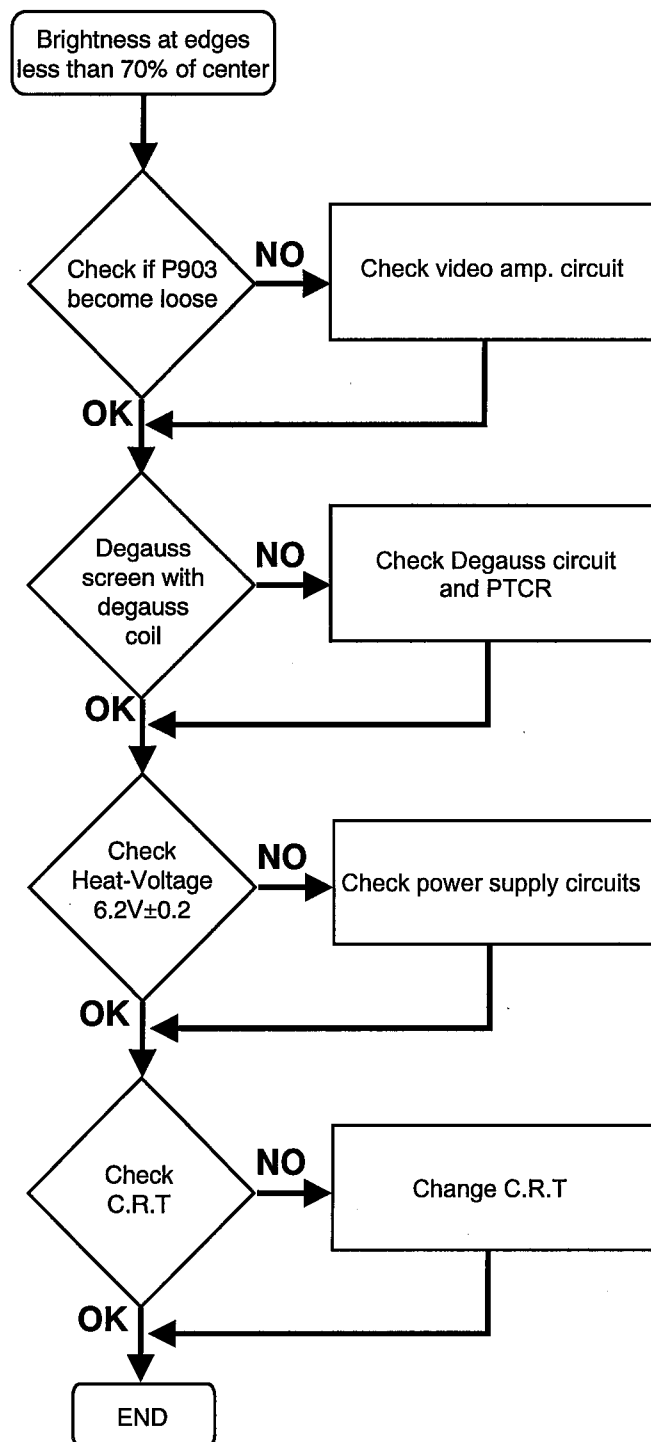 Brightness at edges
less than 70% of center
Check if P903
become loose
NO
Check video amp. circuit
OK
Degauss
screen with
degauss
coil
NO
Check Degauss circuit
and PTCR
OK
Check
Heat-Voltage
6.2V±0.2
NO
Check power supply circuits
OK
Check
C.R.T
NO
Change C.R.T
OK
END